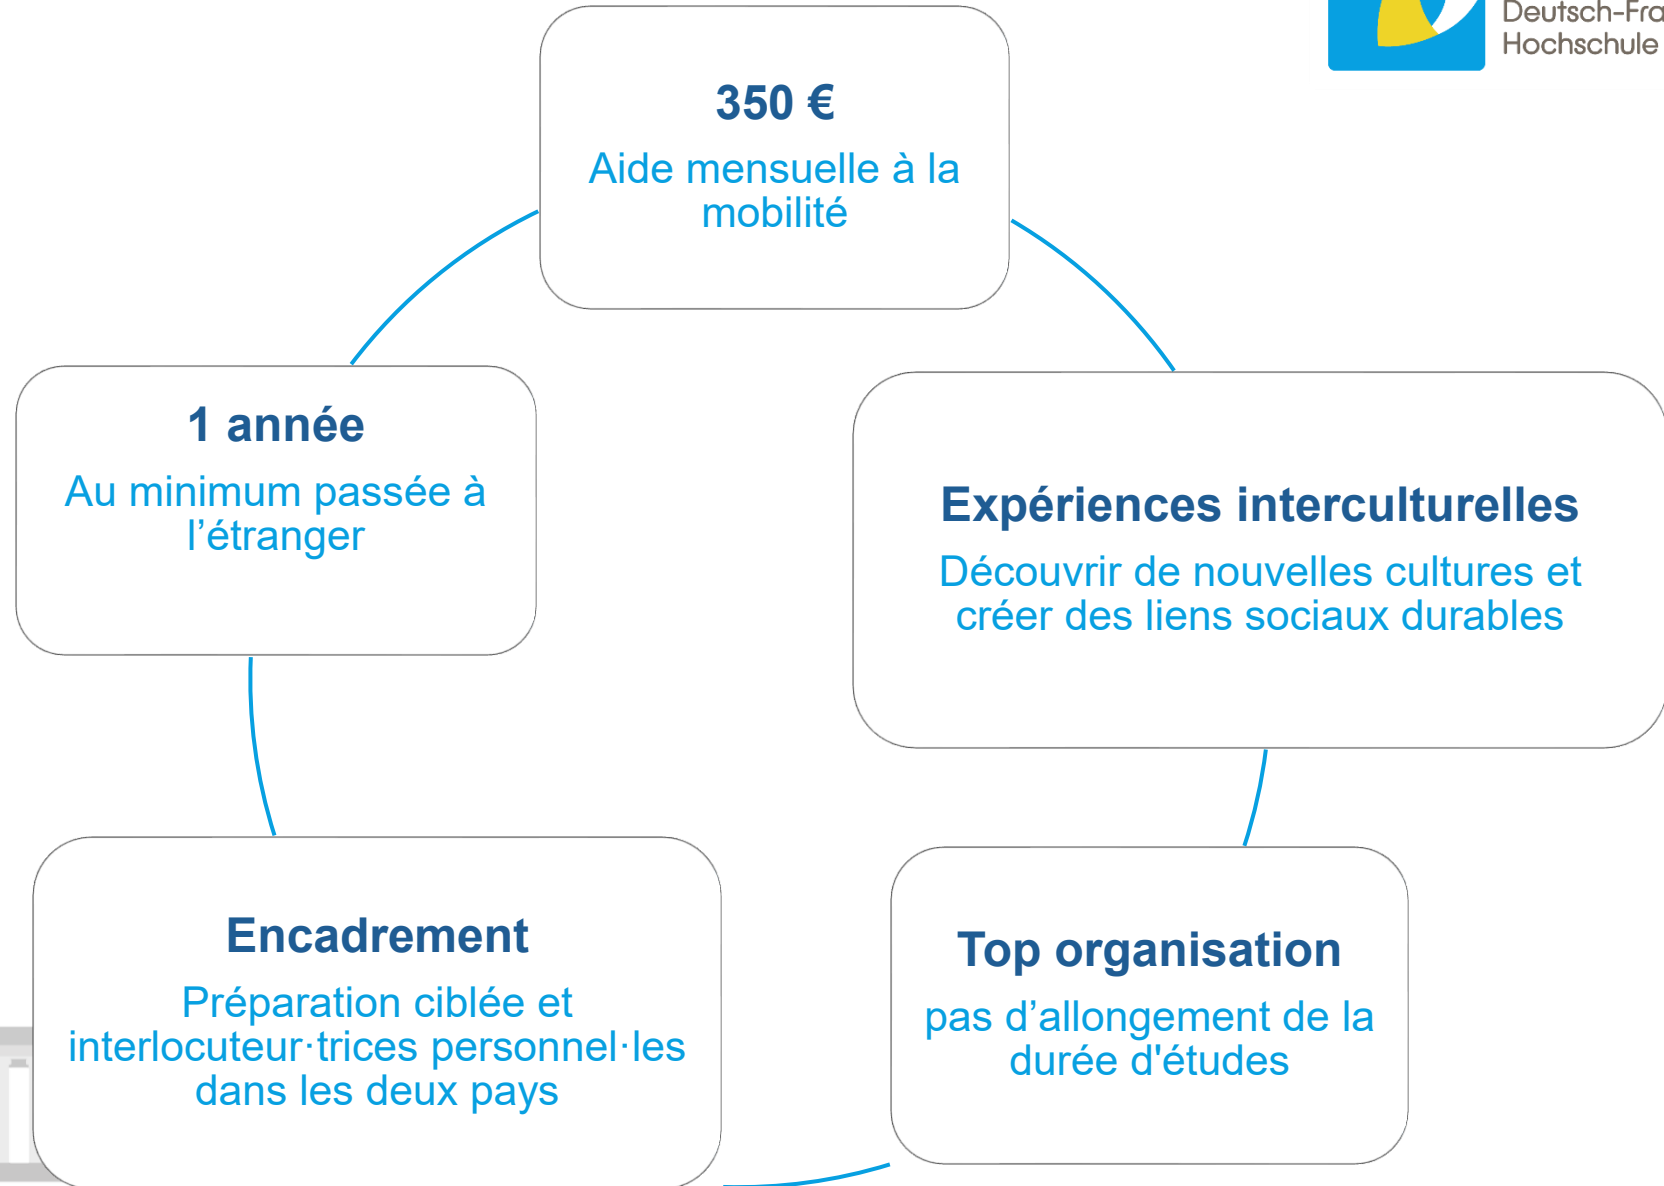 Deutsch-Fra
Hochschule
350 €
Aide mensuelle à la
mobilité
1 année
Au minimum passée à
l’étranger
Expériences interculturelles
Découvrir de nouvelles cultures et
créer des liens sociaux durables
Encadrement
Préparation ciblée et
interlocuteur·trices personnel·les
dans les deux pays
Top organisation
pas d’allongement de la
durée d'études